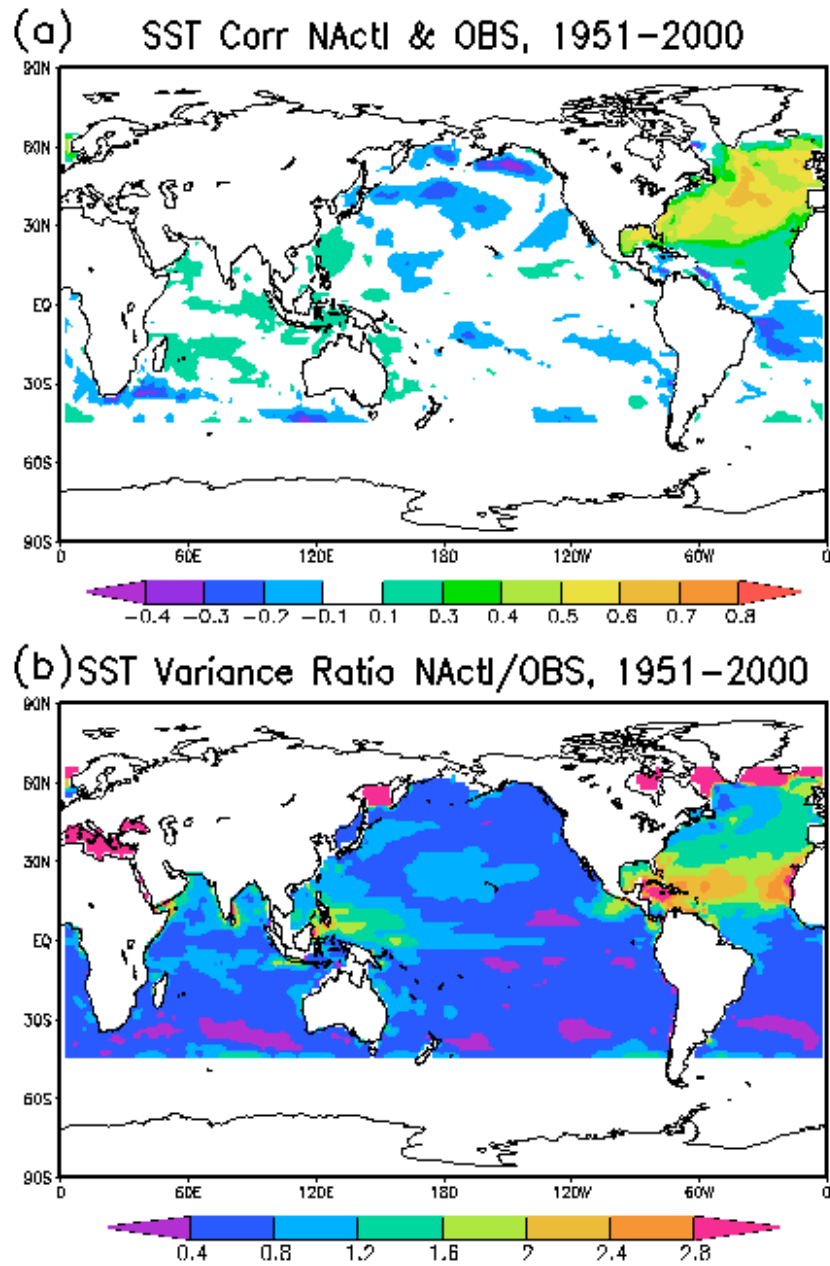 (a) SST Corr NActl & OBS, 1951-2000
90N
60N
30N
EQ
30S
60S
90S
0 60E 120E 180 120W 60W 0
-0.4 -0.3 -0.2 -0.1 0.1 0.3 0.4 0.5 0.6 0.7 0.8
(b) SST Variance Ratio NActl/OBS, 1951-2000
90N
60N
30N
EQ
30S
60S
90S
0 60E 120E 180 120W 60W 0
0.4 0.8 1.2 1.6 2 2.4 2.8